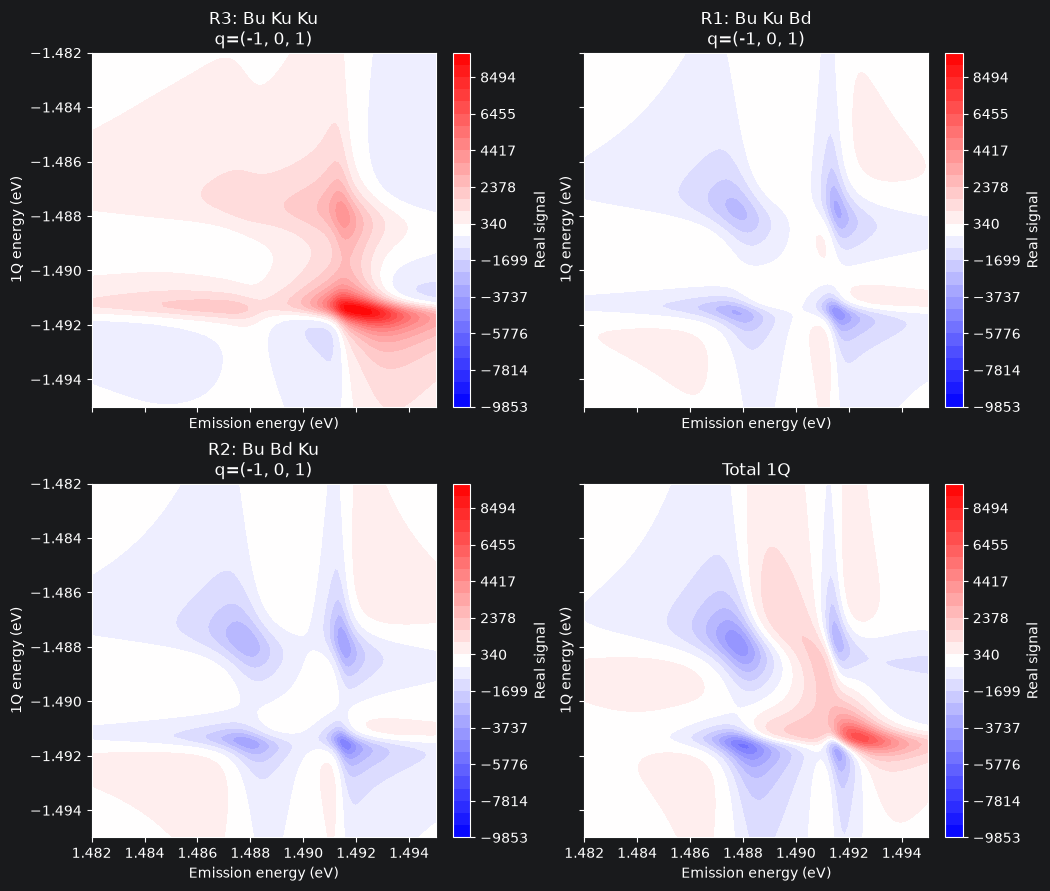 R3: Bu Ku Ku
q=(-1, 0, 1)
R1: Bu Ku Bd
q=(-1, 0, 1)
−1.482
−1.484
−1.486
−1.488
−1.490
−1.492
−1.494
1Q energy (eV)
Emission energy (eV)
8494
6455
4417
2378
340
−1699
−3737
−5776
−7814
−9853
Real signal
1Q energy (eV)
Emission energy (eV)
8494
6455
4417
2378
340
−1699
−3737
−5776
−7814
−9853
Real signal
R2: Bu Bd Ku
q=(-1, 0, 1)
Total 1Q
−1.482
−1.484
−1.486
−1.488
−1.490
−1.492
−1.494
1Q energy (eV)
1.482 1.484 1.486 1.488 1.490 1.492 1.494
Emission energy (eV)
8494
6455
4417
2378
340
−1699
−3737
−5776
−7814
−9853
Real signal
1Q energy (eV)
1.482 1.484 1.486 1.488 1.490 1.492 1.494
Emission energy (eV)
8494
6455
4417
2378
340
−1699
−3737
−5776
−7814
−9853
Real signal